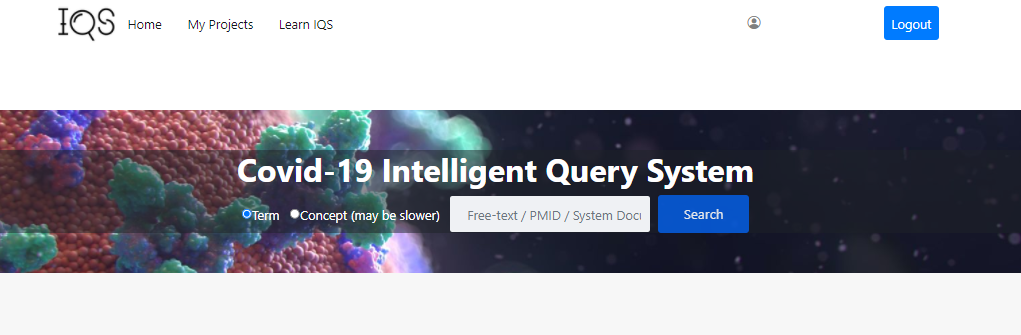 IQS Home My Projects Learn IQS Logout
Covid-19 Intelligent Query System
Term Concept (may be slower) Free-text / PMID / System Docu Search